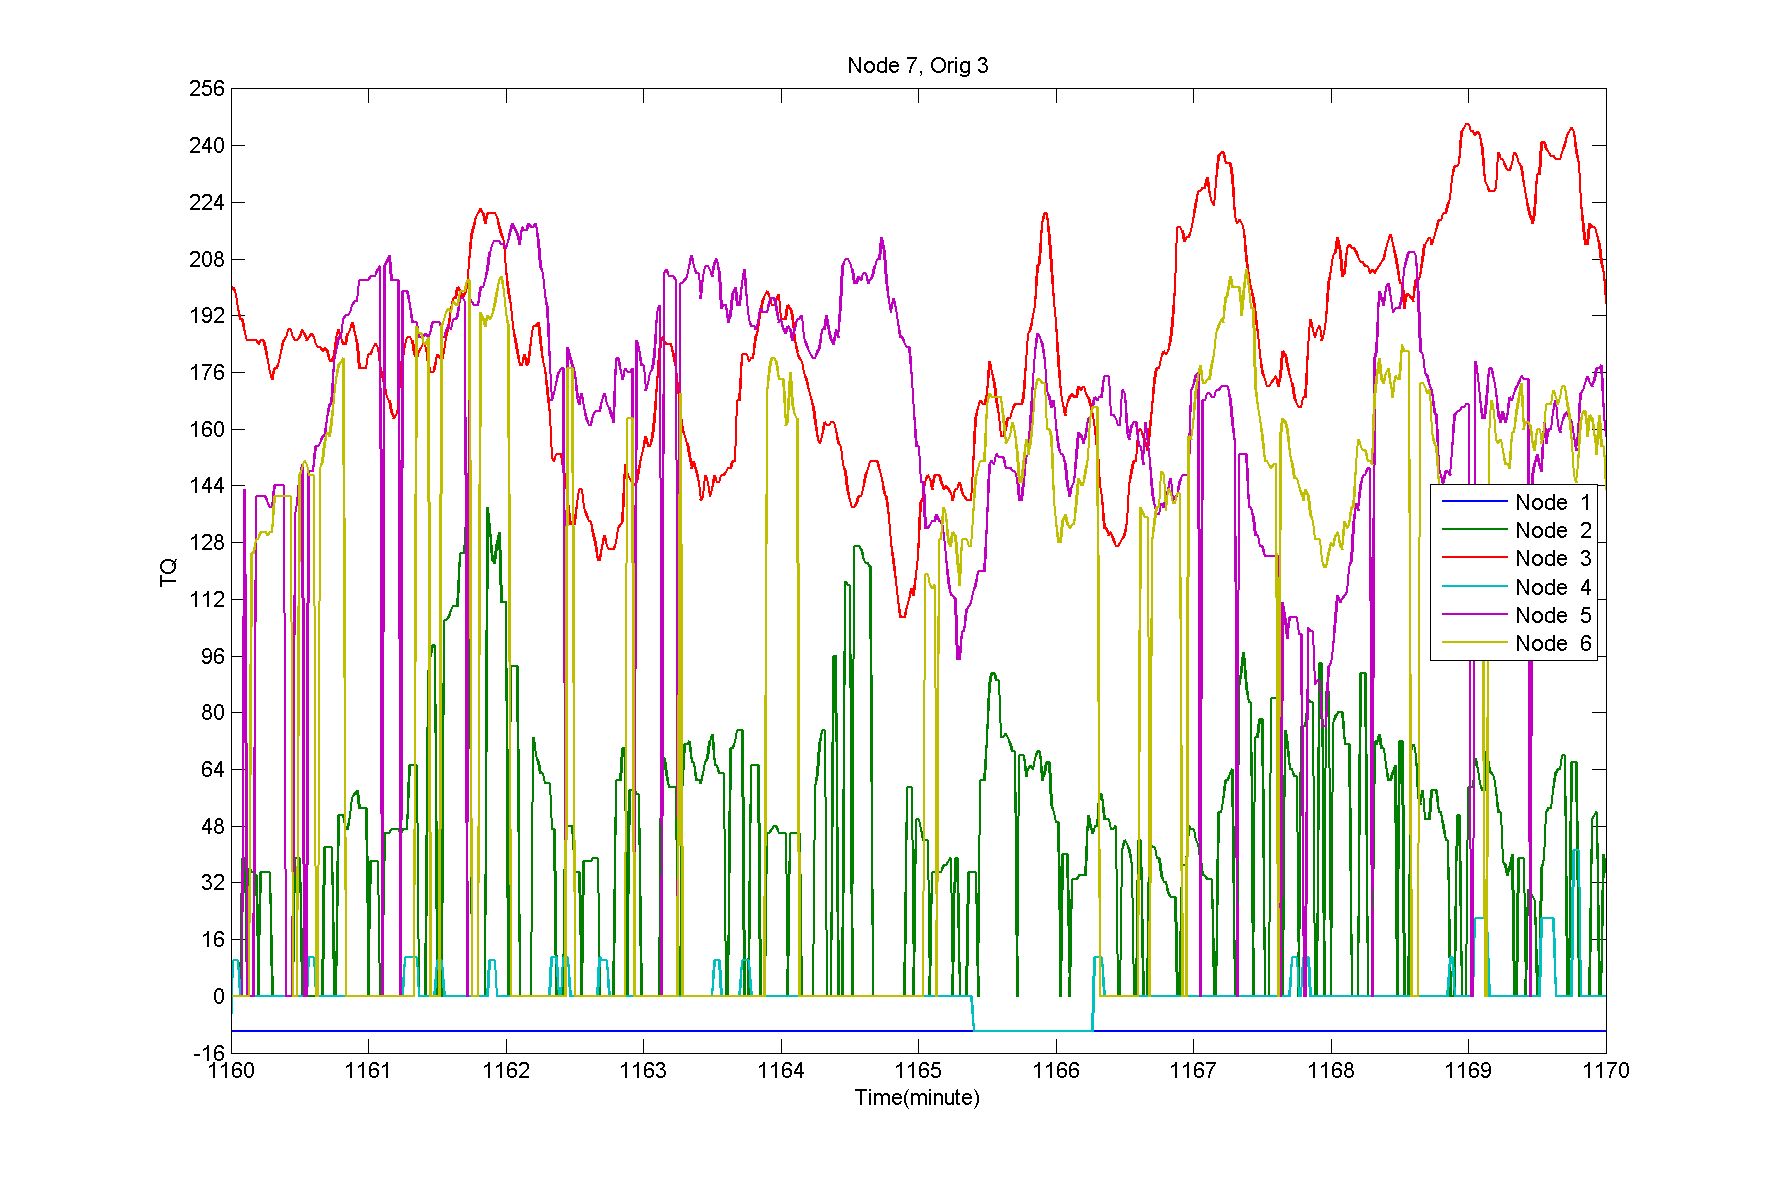 Node 7, Orig 3
256
240
224
208
192
176
160
144
128
112
96
80
64
48
32
16
0
-16
TQ
Node 1
Node 2
Node 3
Node 4
Node 5
Node 6
1160 1161 1162 1163 1164 1165 1166 1167 1168 1169 1170
Time(minute)